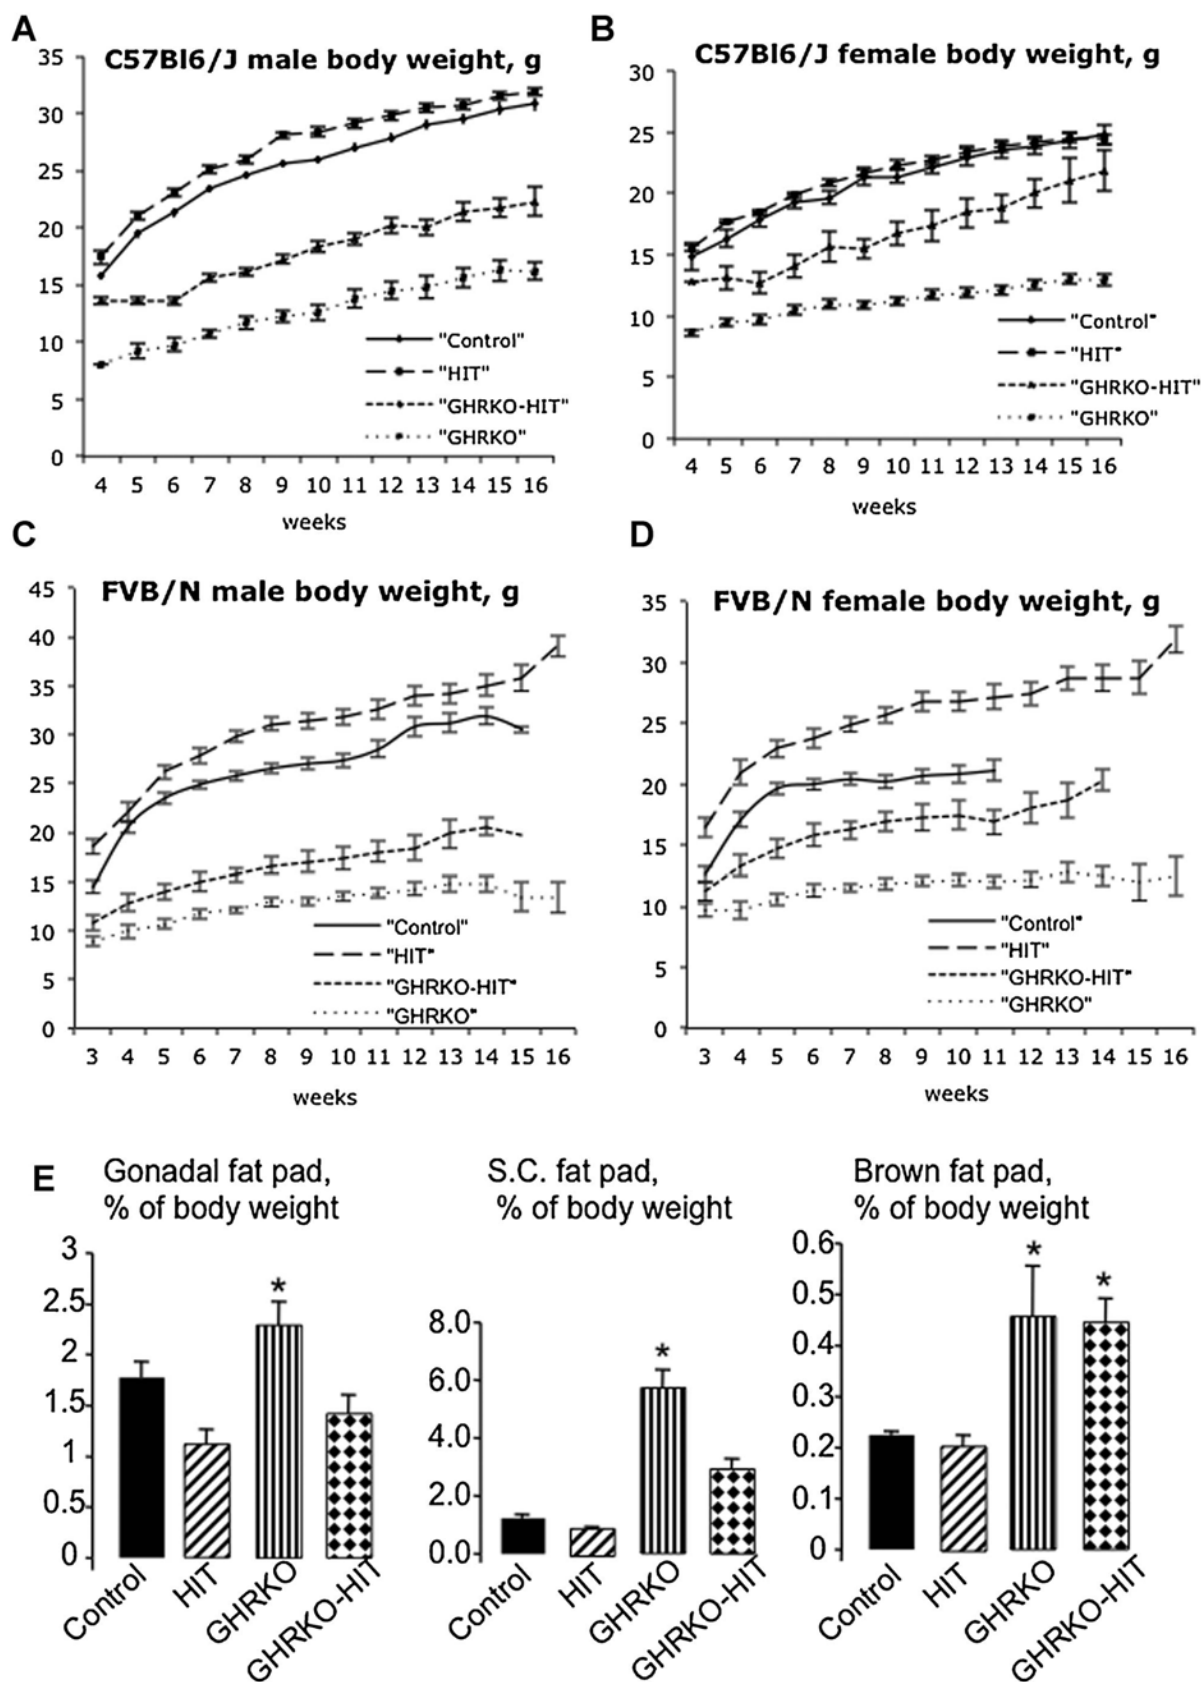 A
C57Bl6/J male body weight, g
35
30
25
20
15
10
5
0
4 5 6 7 8 9 10 11 12 13 14 15 16
weeks
"Control"
"HIT"
"GHRKO-HIT"
"GHRKO"
B
C57Bl6/J female body weight, g
30
25
20
15
10
5
0
4 5 6 7 8 9 10 11 12 13 14 15 16
weeks
"Control"
"HIT"
"GHRKO-HIT"
"GHRKO"
C
FVB/N male body weight, g
45
40
35
30
25
20
15
10
5
0
3 4 5 6 7 8 9 10 11 12 13 14 15 16
weeks
"Control"
"HIT"
"GHRKO-HIT"
"GHRKO"
D
FVB/N female body weight, g
35
30
25
20
15
10
5
0
3 4 5 6 7 8 9 10 11 12 13 14 15 16
weeks
"Control"
"HIT"
"GHRKO-HIT"
"GHRKO"
E
Gonadal fat pad,
% of body weight
3
2.5
2
1.5
1
0.5
0
*
Control
HIT
GHRKO
GHRKO-HIT
S.C. fat pad,
% of body weight
8.0
6.0
4.0
2.0
0.0
*
Control
HIT
GHRKO
GHRKO-HIT
Brown fat pad,
% of body weight
0.6
0.5
0.4
0.3
0.2
0.1
0
*
*
Control
HIT
GHRKO
GHRKO-HIT